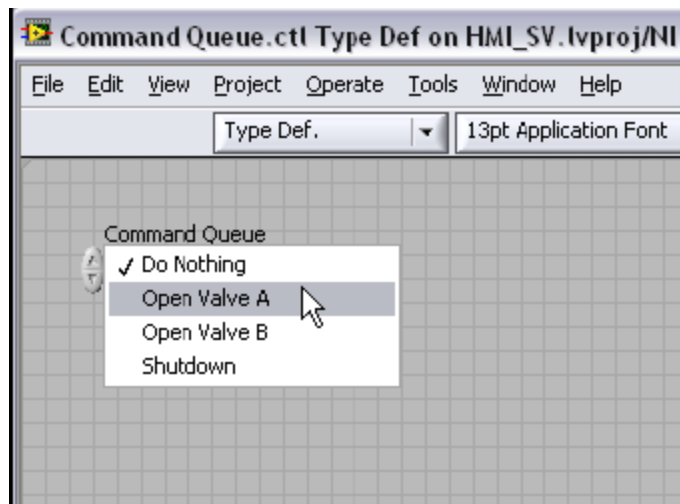 Command Queue.ctl Type Def on HMI_SV.lvproj/NI
File Edit View Project Operate Tools Window Help
Type Def. 13pt Application Font
Command Queue
✓ Do Nothing
Open Valve A
Open Valve B
Shutdown